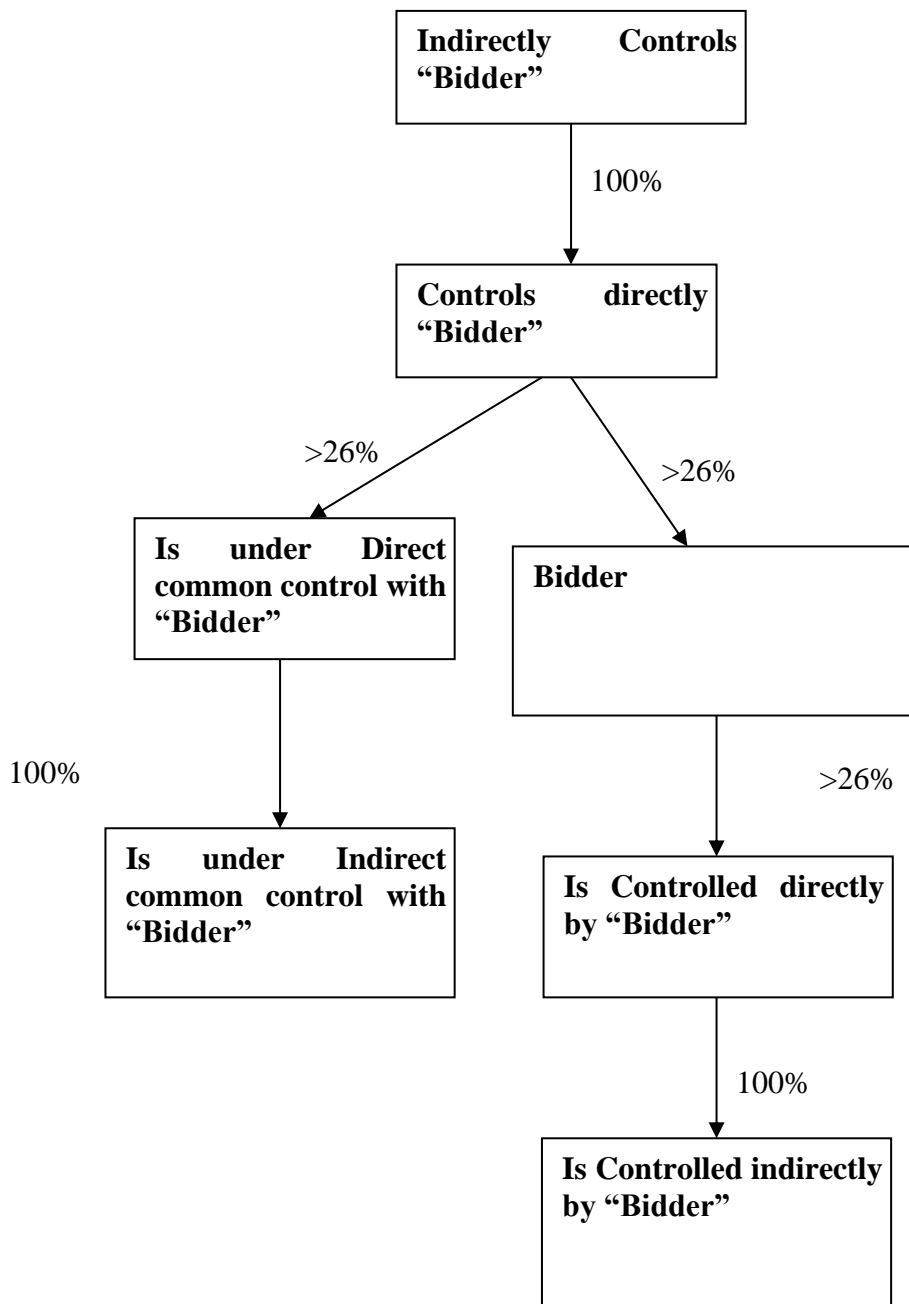 Indirectly Controls
“Bidder”
100%
Controls directly
“Bidder”
>26%
>26%
Is under Direct
common control with
“Bidder”
Bidder
100%
>26%
Is under Indirect
common control with
“Bidder”
Is Controlled directly
by “Bidder”
100%
Is Controlled indirectly
by “Bidder”